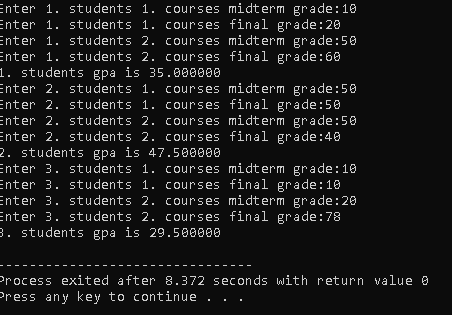 Enter 1. students 1. courses midterm grade:10
Enter 1. students 1. courses final grade:20
Enter 1. students 2. courses midterm grade:50
Enter 1. students 2. courses final grade:60
1. students gpa is 35.000000
Enter 2. students 1. courses midterm grade:50
Enter 2. students 1. courses final grade:50
Enter 2. students 2. courses midterm grade:50
Enter 2. students 2. courses final grade:40
2. students gpa is 47.500000
Enter 3. students 1. courses midterm grade:10
Enter 3. students 1. courses final grade:10
Enter 3. students 2. courses midterm grade:20
Enter 3. students 2. courses final grade:78
3. students gpa is 29.500000
--------------------------------
Process exited after 8.372 seconds with return value 0
Press any key to continue . . .